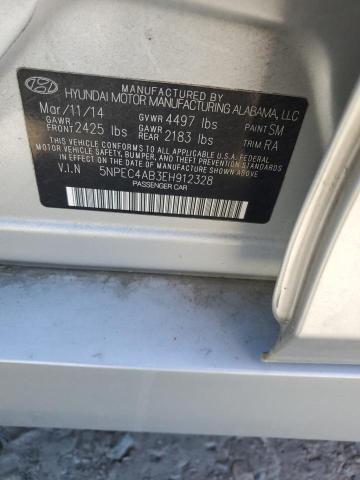 MANUFACTURED BY
HYUNDAI MOTOR MANUFACTURING ALABAMA, LLC
Mar/11/14 GVWR 4497 lbs PAINT SM
GAWR FRONT 2425 lbs GAWR REAR 2183 lbs TRIM RA
THIS VEHICLE CONFORMS TO ALL APPLICABLE U.S.A FEDERAL
MOTOR VEHICLE SAFETY, BUMPER, AND THEFT PREVENTION
STANDARDS IN EFFECT ON THE DATE OF MANUFACTURE SHOWN ABOVE.
V.I.N 5NPEC4AB3EH912328
PASSENGER CAR